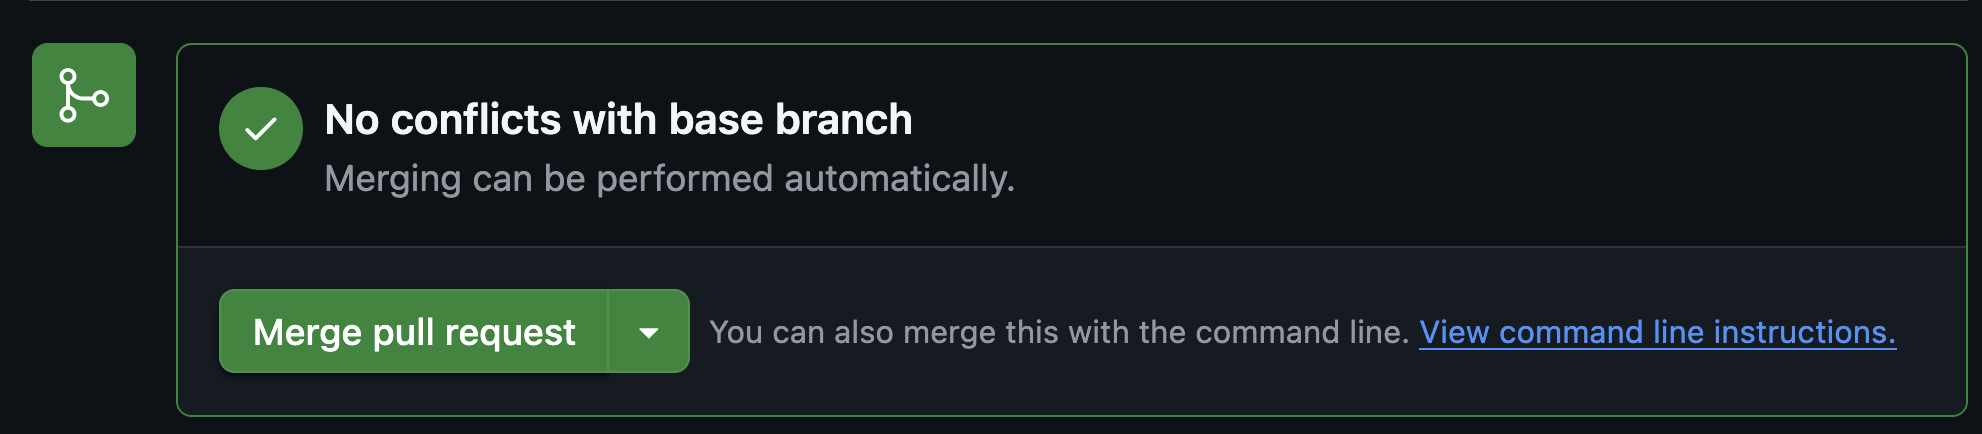 No conflicts with base branch
Merging can be performed automatically.
Merge pull request You can also merge this with the command line. View command line instructions.